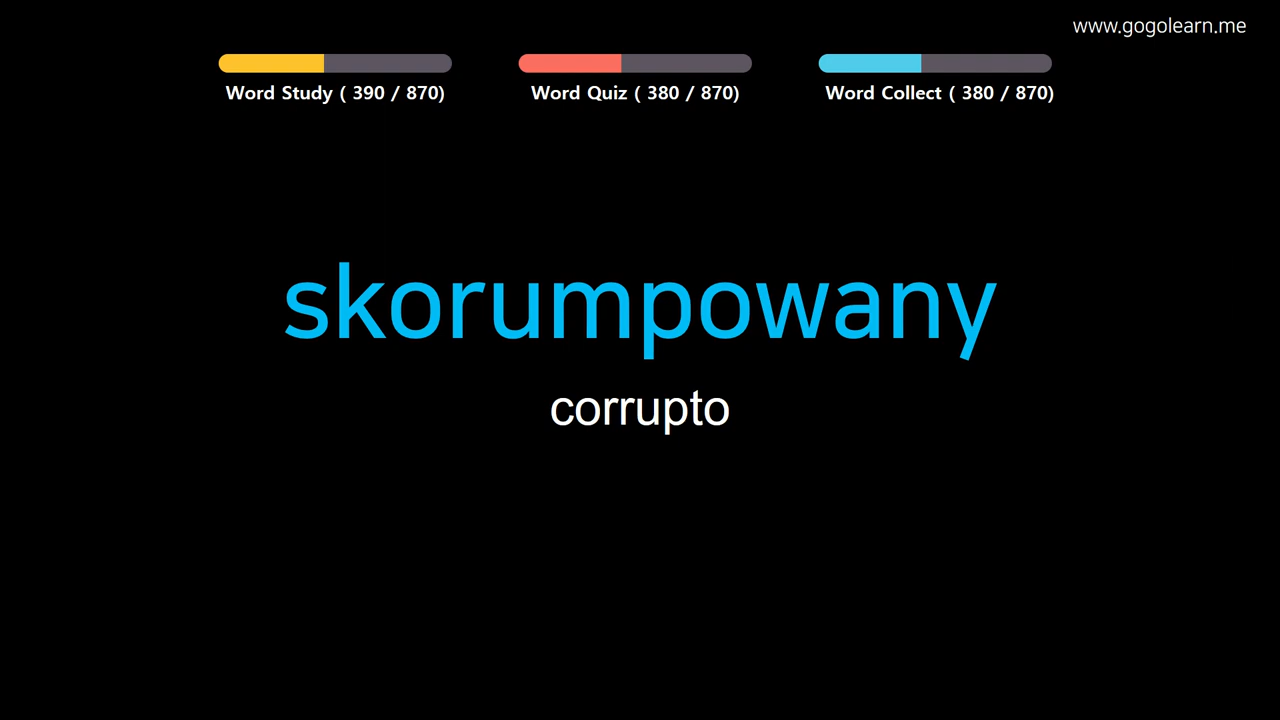 www.gogolearn.me
Word Study ( 390 / 870)
Word Quiz ( 380 / 870)
Word Collect ( 380 / 870)
skorumpowany
corrupto